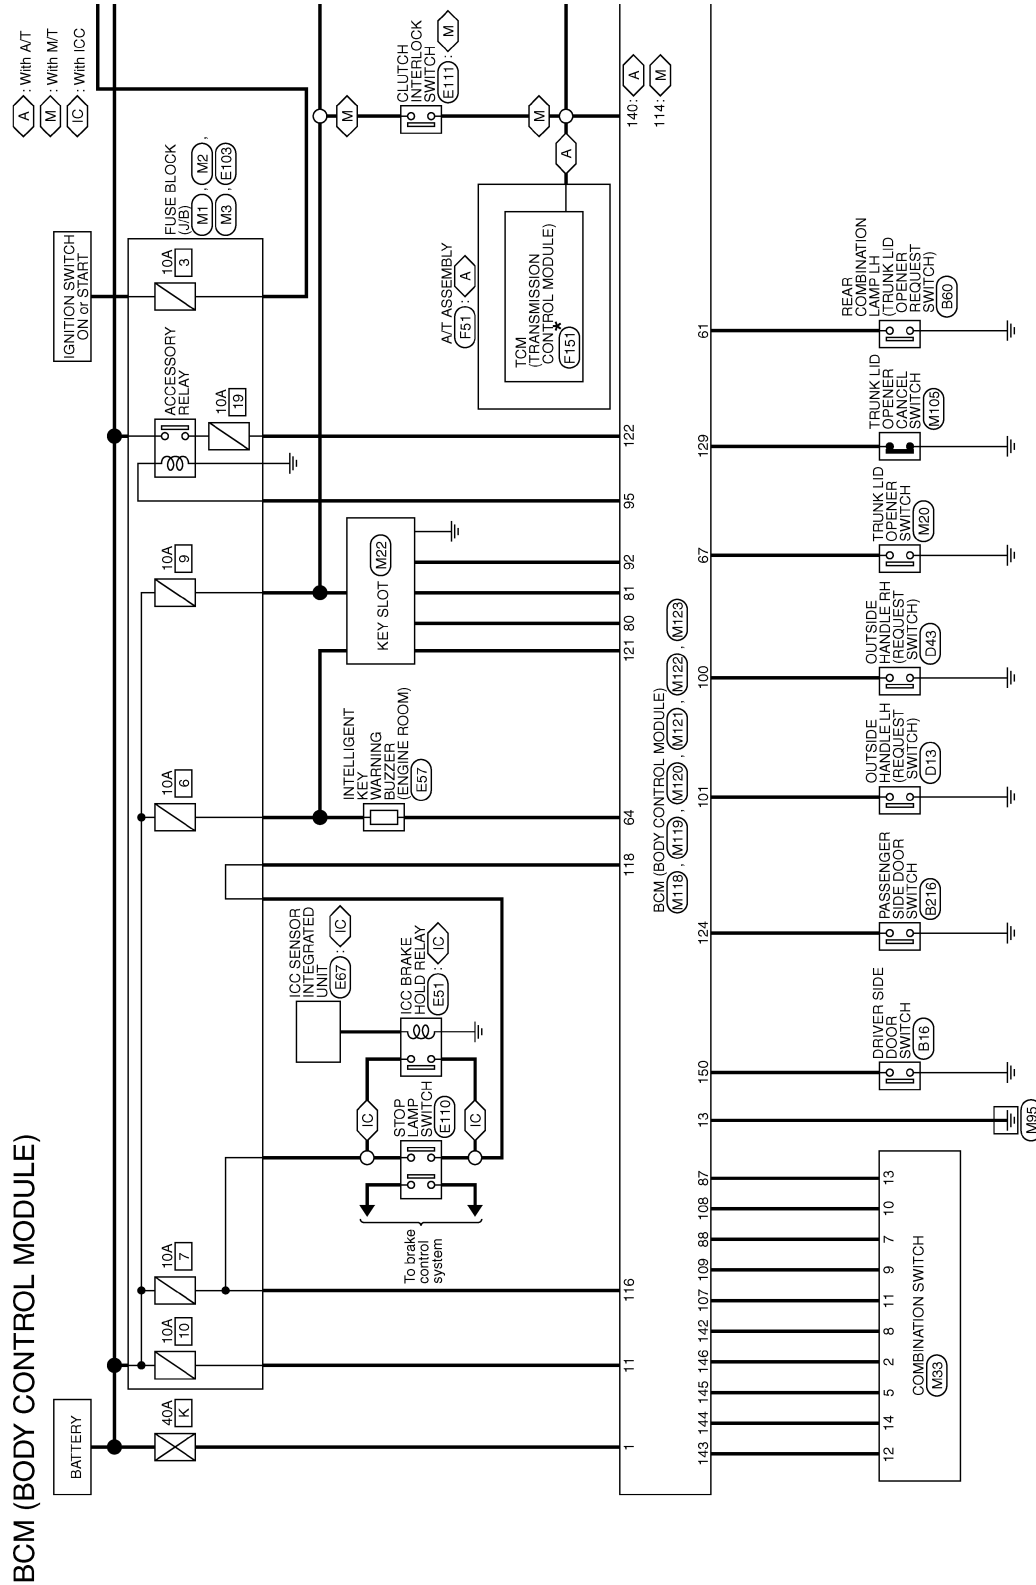 BCM (BODY CONTROL MODULE)
A : With A/T
M : With M/T
IC : With ICC
BATTERY
IGNITION SWITCH
ON or START
40A
K
10A
10
10A
7
10A
6
10A
9
ACCESSORY
RELAY
10A
19
10A
3
FUSE BLOCK
(J/B)
M1 , M2 ,
M3 , E103
To brake
control
system
STOP
LAMP
SWITCH
E110
IC
IC
ICC SENSOR
INTEGRATED
UNIT
E67 : IC
ICC BRAKE
HOLD RELAY
E51 : IC
INTELLIGENT
KEY
WARNING
BUZZER
(ENGINE ROOM)
E57
KEY SLOT M22
A/T ASSEMBLY
F51 : A
TCM
(TRANSMISSION
CONTROL MODULE)
*
F151
A
M
CLUTCH
INTERLOCK
SWITCH
E111 : M
M
1
11
116
118
64
121
80
81
92
95
122
140: A
114: M
BCM (BODY CONTROL MODULE)
M118 , M119 , M120 , M121 , M122 , M123
143
144
145
146
142
107
109
88
108
87
13
150
124
101
100
67
129
61
12
14
5
2
8
11
9
7
10
13
COMBINATION SWITCH
M33
M95
DRIVER SIDE
DOOR
SWITCH
B16
PASSENGER
SIDE DOOR
SWITCH
B216
OUTSIDE
HANDLE LH
(REQUEST
SWITCH)
D13
OUTSIDE
HANDLE RH
(REQUEST
SWITCH)
D43
TRUNK LID
OPENER
SWITCH
M20
TRUNK LID
OPENER
CANCEL
SWITCH
M105
REAR
COMBINATION
LAMP LH
(TRUNK LID
OPENER
REQUEST
SWITCH)
B60